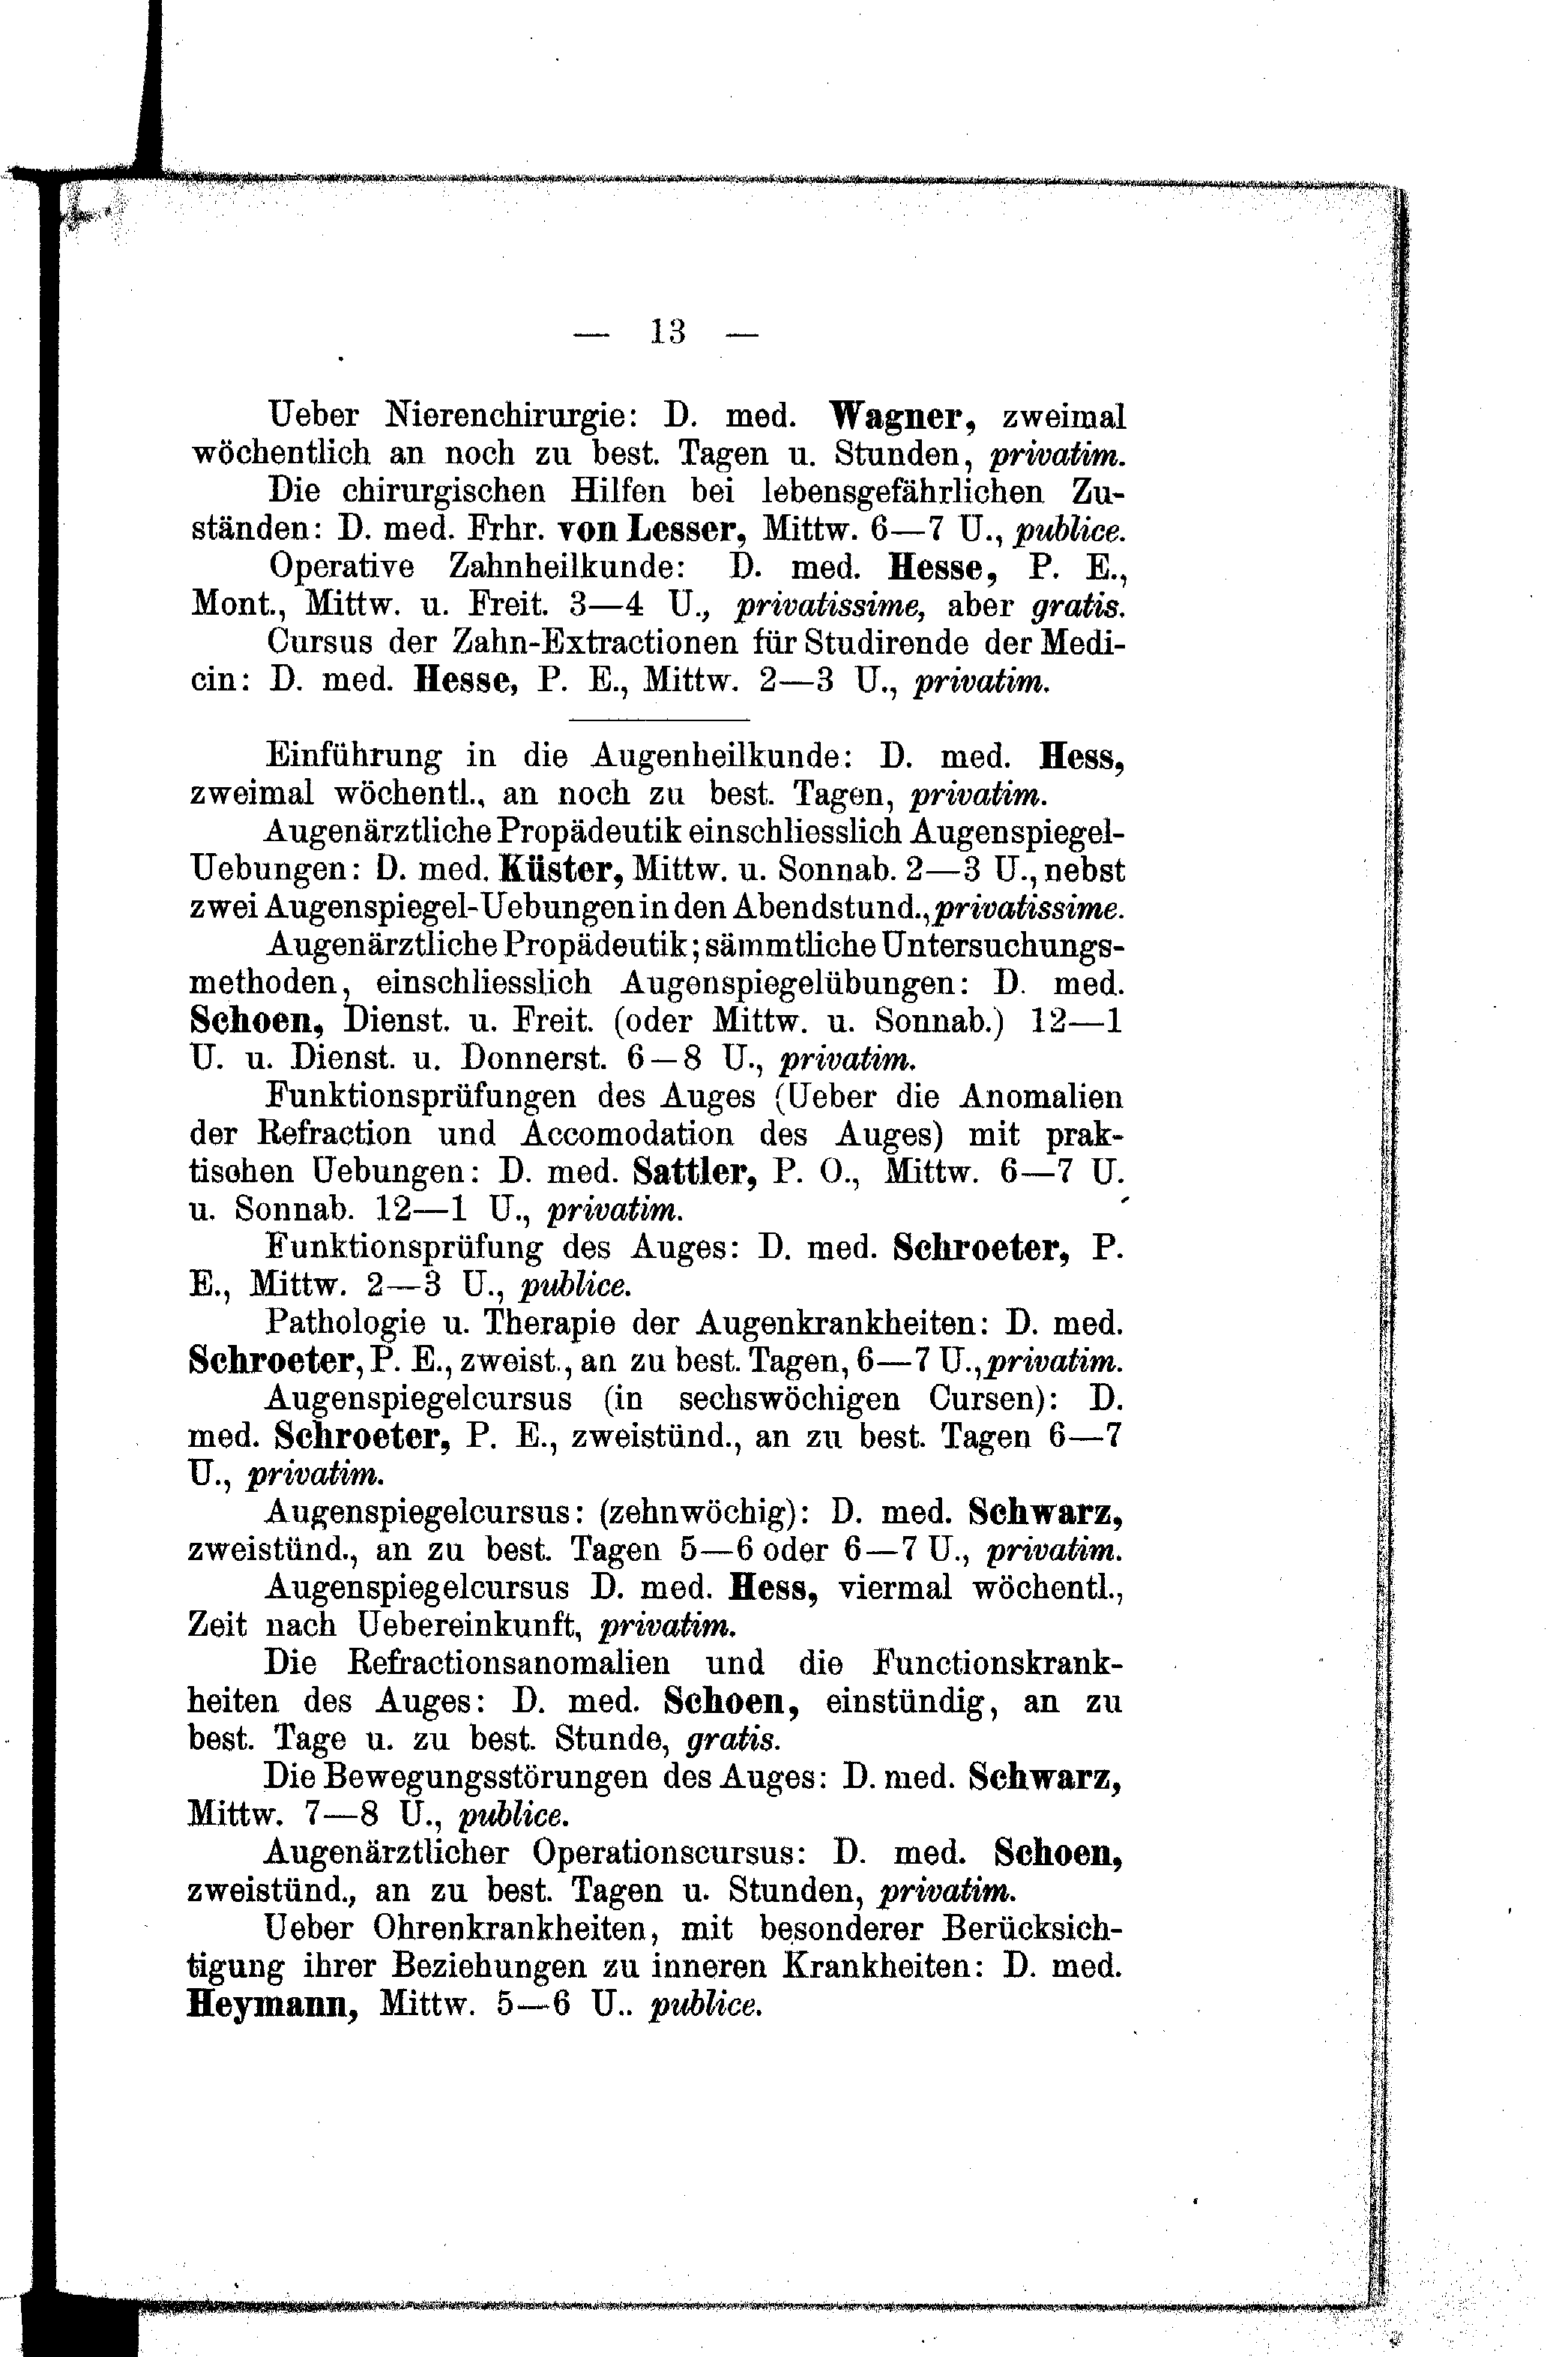 — 13 —
Ueber Nierenchirurgie: D. med. Wagner, zweimal
wöchentlich an noch zu best. Tagen u. Stunden, privatim.
Die chirurgischen Hilfen bei lebensgefährlichen Zu-
ständen: D. med. Frhr. von Lesser, Mittw. 6—7 U., publice.
Operative Zahnheilkunde: D. med. Hesse, P. E.,
Mont., Mittw. u. Freit. 3—4 U., privatissime, aber gratis.
Cursus der Zahn-Extractionen für Studirende der Medi-
cin: D. med. Hesse, P. E., Mittw. 2—3 U., privatim.
Einführung in die Augenheilkunde: D. med. Hess,
zweimal wöchentl., an noch zu best. Tagen, privatim.
Augenärztliche Propädeutik einschliesslich Augenspiegel-
Uebungen: D. med. Küster, Mittw. u. Sonnab. 2—3 U., nebst
zwei Augenspiegel-Uebungen in den Abendstund., privatissime.
Augenärztliche Propädeutik; sämmtliche Untersuchungs-
methoden, einschliesslich Augenspiegelübungen: D. med.
Schoen, Dienst. u. Freit. (oder Mittw. u. Sonnab.) 12—1
U. u. Dienst. u. Donnerst. 6—8 U., privatim.
Funktionsprüfungen des Auges (Ueber die Anomalien
der Refraction und Accomodation des Auges) mit prak-
tischen Uebungen: D. med. Sattler, P. O., Mittw. 6—7 U.
u. Sonnab. 12—1 U., privatim.
Funktionsprüfung des Auges: D. med. Schroeter, P.
E., Mittw. 2—3 U., publice.
Pathologie u. Therapie der Augenkrankheiten: D. med.
Schroeter, P. E., zweist., an zu best. Tagen, 6—7 U., privatim.
Augenspiegelcursus (in sechswöchigen Cursen): D.
med. Schroeter, P. E., zweistünd., an zu best. Tagen 6—7
U., privatim.
Augenspiegelcursus: (zehnwöchig): D. med. Schwarz,
zweistünd., an zu best. Tagen 5—6 oder 6—7 U., privatim.
Augenspiegelcursus D. med. Hess, viermal wöchentl.,
Zeit nach Uebereinkunft, privatim.
Die Refractionsanomalien und die Functionskrank-
heiten des Auges: D. med. Schoen, einstündig, an zu
best. Tage u. zu best. Stunde, gratis.
Die Bewegungsstörungen des Auges: D. med. Schwarz,
Mittw. 7—8 U., publice.
Augenärztlicher Operationscursus: D. med. Schoen,
zweistünd., an zu best. Tagen u. Stunden, privatim.
Ueber Ohrenkrankheiten, mit besonderer Berücksich-
tigung ihrer Beziehungen zu inneren Krankheiten: D. med.
Heymann, Mittw. 5—6 U.. publice.